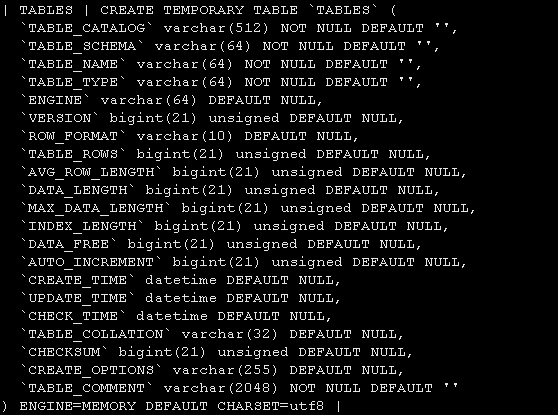 | TABLES | CREATE TEMPORARY TABLE `TABLES` (
  `TABLE_CATALOG` varchar(512) NOT NULL DEFAULT '',
  `TABLE_SCHEMA` varchar(64) NOT NULL DEFAULT '',
  `TABLE_NAME` varchar(64) NOT NULL DEFAULT '',
  `TABLE_TYPE` varchar(64) NOT NULL DEFAULT '',
  `ENGINE` varchar(64) DEFAULT NULL,
  `VERSION` bigint(21) unsigned DEFAULT NULL,
  `ROW_FORMAT` varchar(10) DEFAULT NULL,
  `TABLE_ROWS` bigint(21) unsigned DEFAULT NULL,
  `AVG_ROW_LENGTH` bigint(21) unsigned DEFAULT NULL,
  `DATA_LENGTH` bigint(21) unsigned DEFAULT NULL,
  `MAX_DATA_LENGTH` bigint(21) unsigned DEFAULT NULL,
  `INDEX_LENGTH` bigint(21) unsigned DEFAULT NULL,
  `DATA_FREE` bigint(21) unsigned DEFAULT NULL,
  `AUTO_INCREMENT` bigint(21) unsigned DEFAULT NULL,
  `CREATE_TIME` datetime DEFAULT NULL,
  `UPDATE_TIME` datetime DEFAULT NULL,
  `CHECK_TIME` datetime DEFAULT NULL,
  `TABLE_COLLATION` varchar(32) DEFAULT NULL,
  `CHECKSUM` bigint(21) unsigned DEFAULT NULL,
  `CREATE_OPTIONS` varchar(255) DEFAULT NULL,
  `TABLE_COMMENT` varchar(2048) NOT NULL DEFAULT ''
) ENGINE=MEMORY DEFAULT CHARSET=utf8 |